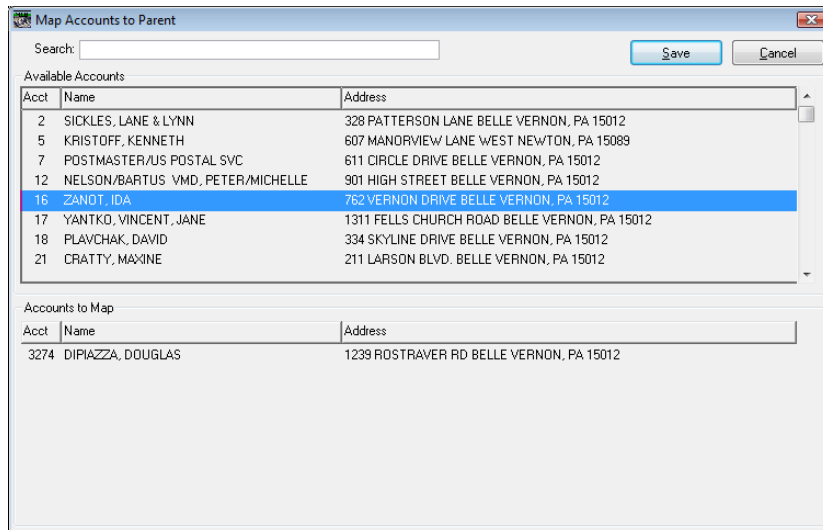 Map Accounts to Parent
Search:
Save
Cancel
Available Accounts
Acct Name Address
2 SICKLES, LANE & LYNN 328 PATTERSON LANE BELLE VERNON, PA 15012
5 KRISTOFF, KENNETH 607 MANORVIEW LANE WEST NEWTON, PA 15089
7 POSTMASTER/US POSTAL SVC 611 CIRCLE DRIVE BELLE VERNON, PA 15012
12 NELSON/BARTUS VMD, PETER/MICHELLE 901 HIGH STREET BELLE VERNON, PA 15012
16 ZANOT, IDA 762 VERNON DRIVE BELLE VERNON, PA 15012
17 YANTKO, VINCENT, JANE 1311 FELLS CHURCH ROAD BELLE VERNON, PA 15012
18 PLAVCHAK, DAVID 334 SKYLINE DRIVE BELLE VERNON, PA 15012
21 CRATTY, MAXINE 211 LARSON BLVD. BELLE VERNON, PA 15012
Accounts to Map
Acct Name Address
3274 DIPIAZZA, DOUGLAS 1239 ROSTRAVER RD BELLE VERNON, PA 15012